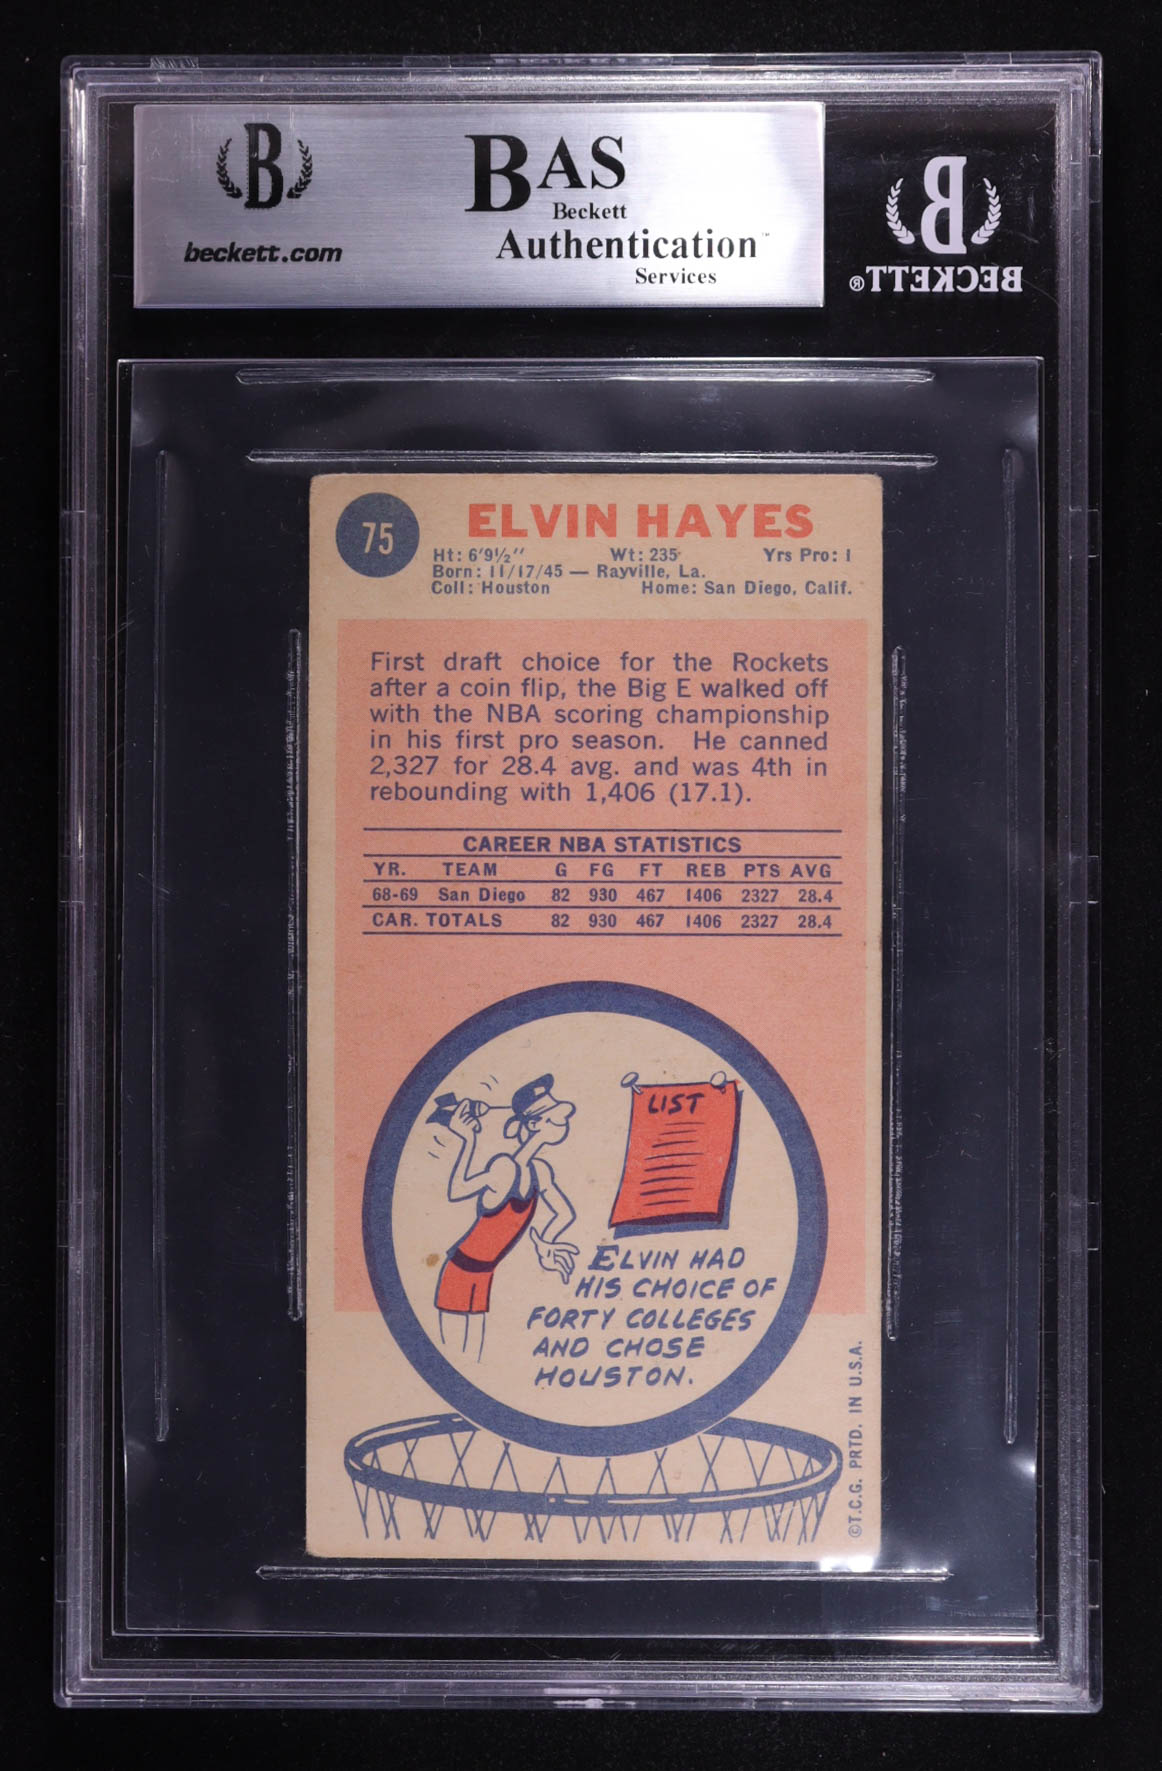 B
beckett.com
BAS
Beckett
Authentication™
Services
B
BECKETT®
75
ELVIN HAYES
Ht: 6'9½" Wt: 235 Yrs Pro: 1
Born: 11/17/45 — Rayville, La.
Coll: Houston Home: San Diego, Calif.
First draft choice for the Rockets
after a coin flip, the Big E walked off
with the NBA scoring championship
in his first pro season. He canned
2,327 for 28.4 avg. and was 4th in
rebounding with 1,406 (17.1).
CAREER NBA STATISTICS
YR. TEAM G FG FT REB PTS AVG
68-69 San Diego 82 930 467 1406 2327 28.4
CAR. TOTALS 82 930 467 1406 2327 28.4
LIST
ELVIN HAD
HIS CHOICE OF
FORTY COLLEGES
AND CHOSE
HOUSTON.
©T.C.G. PRTD. IN U.S.A.